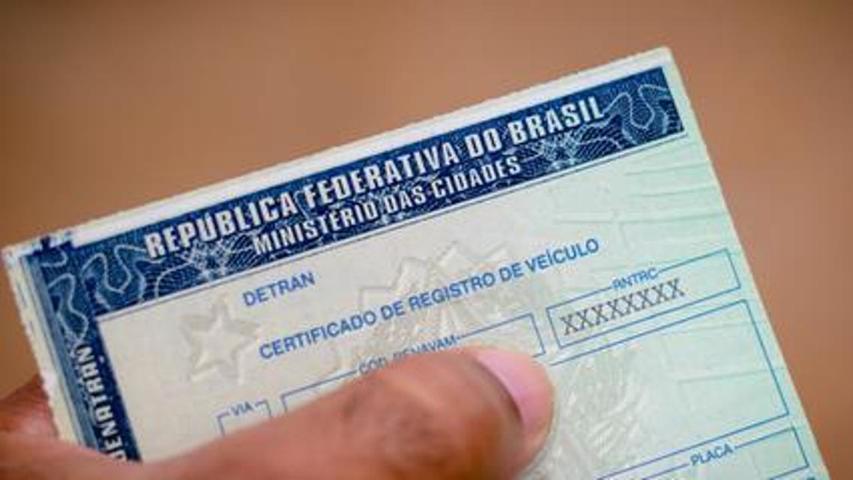 REPÚBLICA FEDERATIVA DO BRASIL
MINISTÉRIO DAS CIDADES
DETRAN
CERTIFICADO DE REGISTRO DE VEÍCULO
RNTRC
XXXXXXXX
CÓD. RENAVAM
VIA
PLACA
DENATRAN